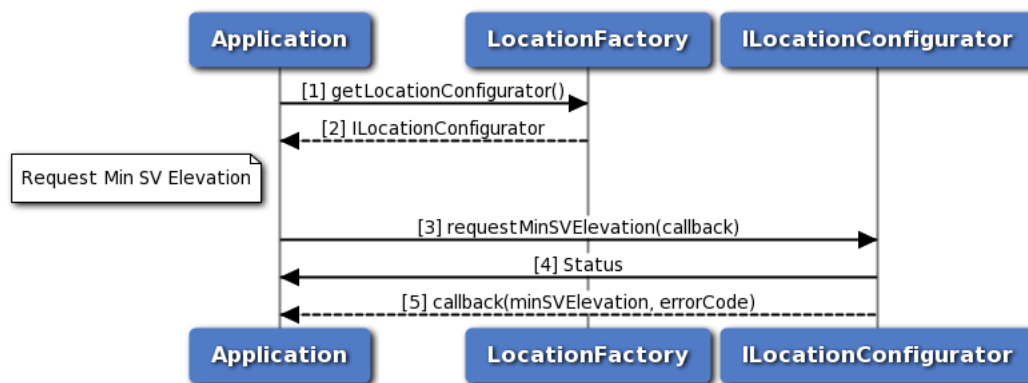 Application
LocationFactory
ILocationConfigurator
[1] getLocationConfigurator()
[2] ILocationConfigurator
Request Min SV Elevation
[3] requestMinSVElevation(callback)
[4] Status
[5] callback(minSVElevation, errorCode)
Application
LocationFactory
ILocationConfigurator